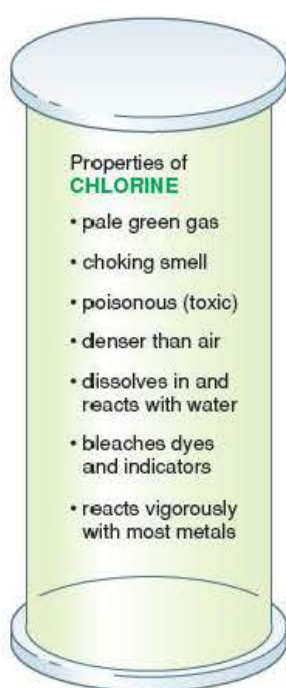 Properties of
CHLORINE
• pale green gas
• choking smell
• poisonous (toxic)
• denser than air
• dissolves in and
reacts with water
• bleaches dyes
and indicators
• reacts vigorously
with most metals